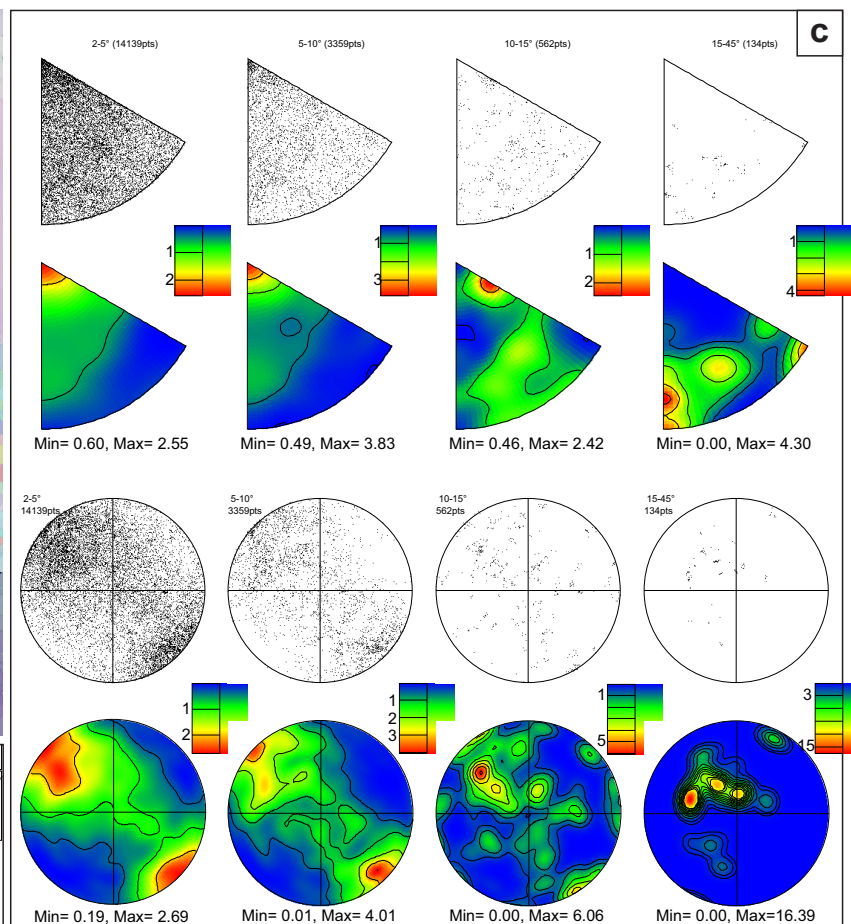 C
2-5° (14139pts) 5-10° (3359pts) 10-15° (562pts) 15-45° (134pts)
1 1 1 1
2 3 2 4
Min= 0.60, Max= 2.55 Min= 0.49, Max= 3.83 Min= 0.46, Max= 2.42 Min= 0.00, Max= 4.30
2-5° 5-10° 10-15° 15-45°
14139pts 3359pts 562pts 134pts
1 1 1 3
2 2 5 15
3
Min= 0.19, Max= 2.69 Min= 0.01, Max= 4.01 Min= 0.00, Max= 6.06 Min= 0.00, Max=16.39